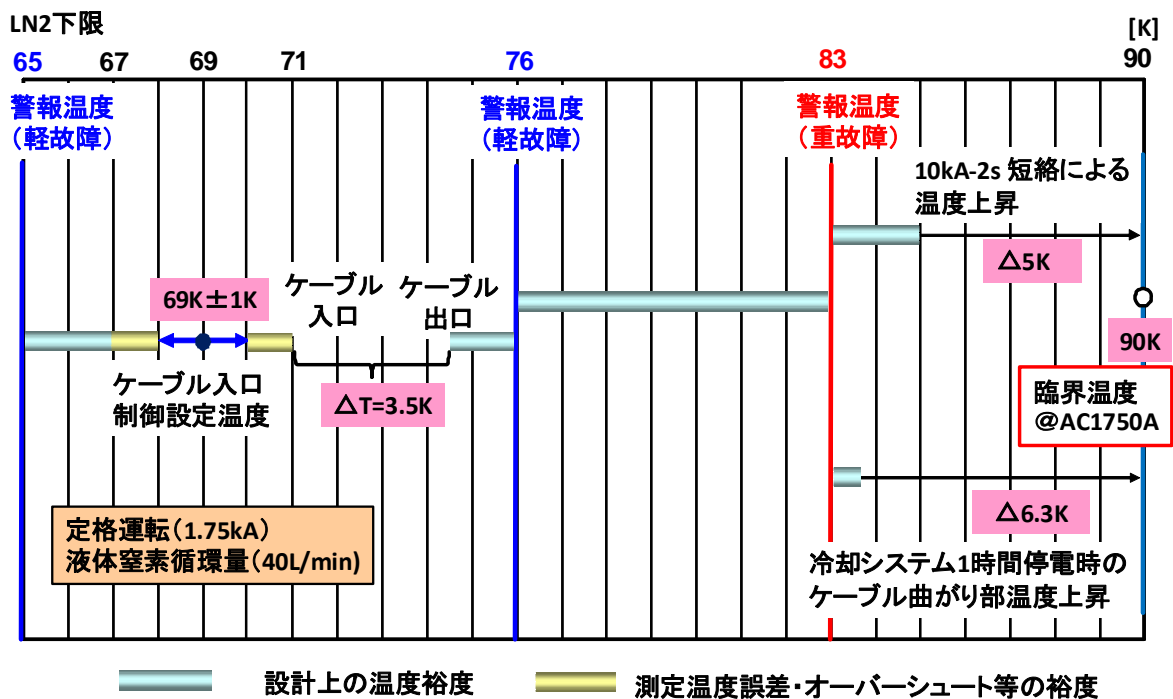 LN2下限
[K]
65 67 69 71 76 83 90
警報温度
(軽故障)
警報温度
(軽故障)
警報温度
(重故障)
10kA-2s 短絡による
温度上昇
△5K
69K±1K
ケーブル
入口
ケーブル
出口
90K
ケーブル入口
制御設定温度
△T=3.5K
臨界温度
@AC1750A
△6.3K
定格運転(1.75kA)
液体窒素循環量(40L/min)
冷却システム1時間停電時の
ケーブル曲がり部温度上昇
設計上の温度裕度
測定温度誤差・オーバーシュート等の裕度